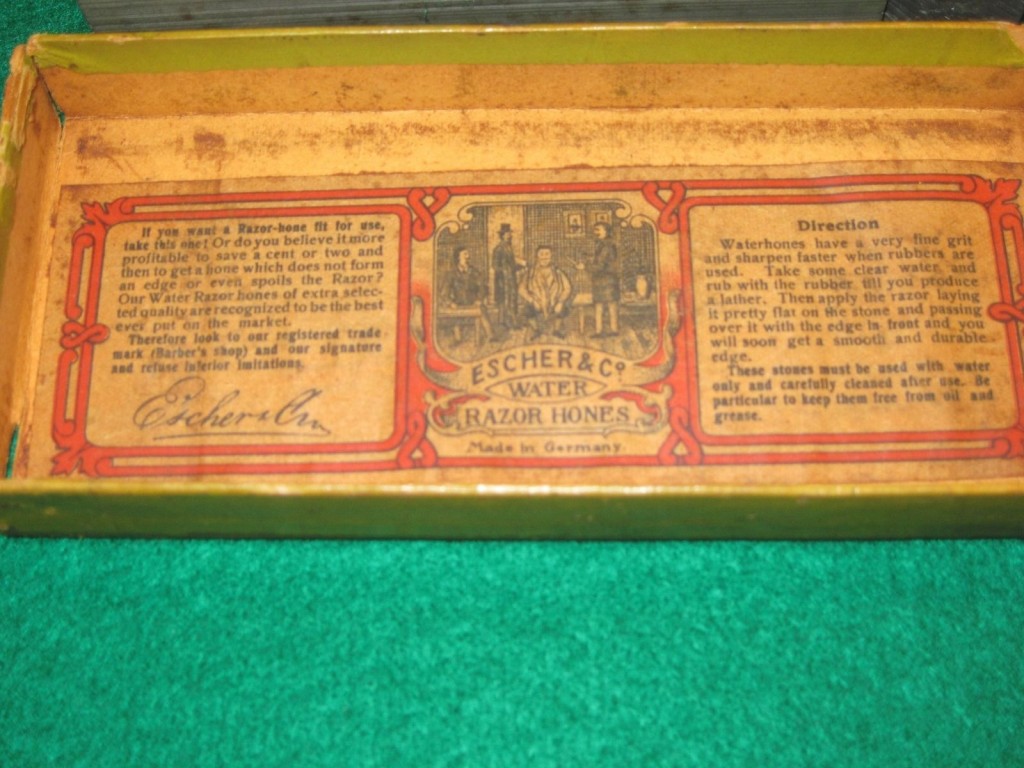 If you want a Razor-hone fit for use,
take this one! Or do you believe it more
profitable to save a cent or two and
then to get a hone which does not form
an edge or even spoils the Razor?
Our Water Razor hones of extra selec-
ted quality are recognized to be the best
ever put on the market.
Therefore look to our registered trade
mark (Barber's shop) and our signature
and refuse inferior imitations.
Escher & Co
ESCHER & Co
WATER
RAZOR HONES
Made in Germany.
Direction
Waterhones have a very fine grit
and sharpen faster when rubbers are
used. Take some clear water and
rub with the rubber till you produce
a lather. Then apply the razor laying
it pretty flat on the stone and passing
over it with the edge in front and you
will soon get a smooth and durable
edge.
These stones must be used with water
only and carefully cleaned after use. Be
particular to keep them free from oil and
grease.